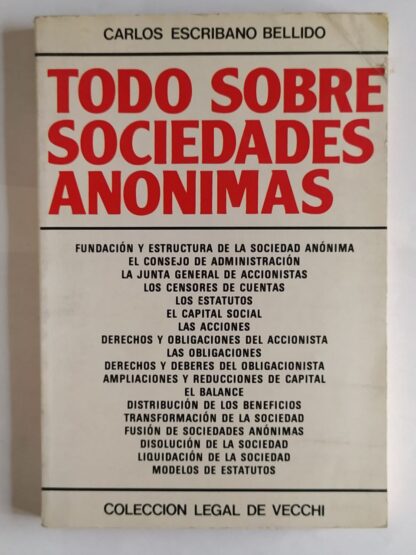 CARLOS ESCRIBANO BELLIDO
TODO SOBRE
SOCIEDADES
ANONIMAS
FUNDACIÓN Y ESTRUCTURA DE LA SOCIEDAD ANÓNIMA
EL CONSEJO DE ADMINISTRACIÓN
LA JUNTA GENERAL DE ACCIONISTAS
LOS CENSORES DE CUENTAS
LOS ESTATUTOS
EL CAPITAL SOCIAL
LAS ACCIONES
DERECHOS Y OBLIGACIONES DEL ACCIONISTA
LAS OBLIGACIONES
DERECHOS Y DEBERES DEL OBLIGACIONISTA
AMPLIACIONES Y REDUCCIONES DE CAPITAL
EL BALANCE
DISTRIBUCIÓN DE LOS BENEFICIOS
TRANSFORMACIÓN DE LA SOCIEDAD
FUSIÓN DE SOCIEDADES ANÓNIMAS
DISOLUCIÓN DE LA SOCIEDAD
LIQUIDACIÓN DE LA SOCIEDAD
MODELOS DE ESTATUTOS
COLECCION LEGAL DE VECCHI